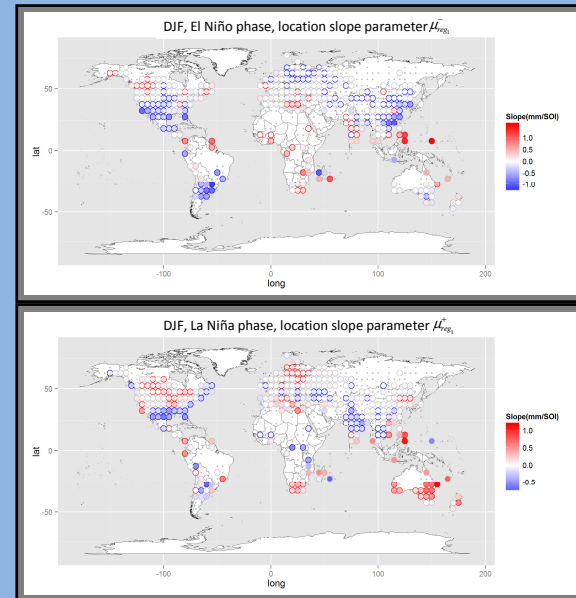 DJF, El Niño phase, location slope parameter μ⁻reg₁
50
0
-50
lat
-100
0
100
200
long
Slope(mm/SOI)
1.0
0.5
0.0
-0.5
-1.0
DJF, La Niña phase, location slope parameter μ⁺reg₁
50
0
-50
lat
-100
0
100
200
long
Slope(mm/SOI)
1.0
0.5
0.0
-0.5